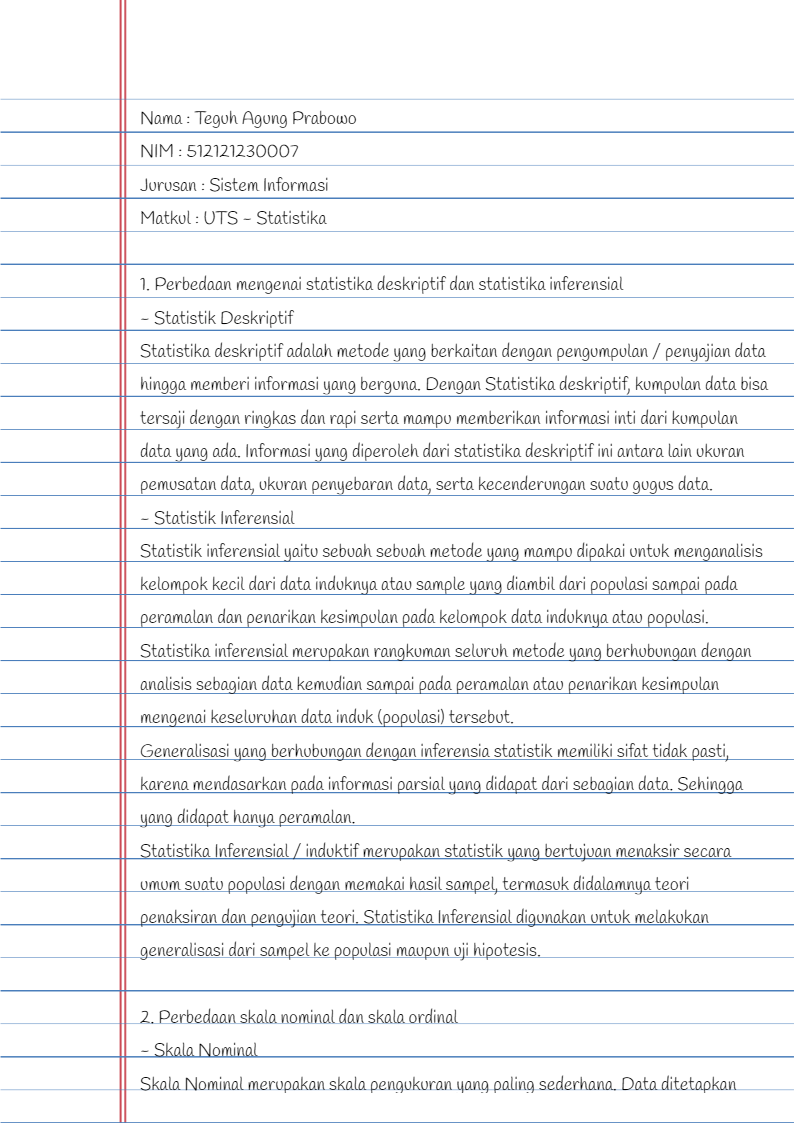 Nama : Teguh Agung Prabowo
NIM : 512121230007
Jurusan : Sistem Informasi
Matkul : UTS - Statistika
1. Perbedaan mengenai statistika deskriptif dan statistika inferensial
- Statistik Deskriptif
Statistika deskriptif adalah metode yang berkaitan dengan pengumpulan / penyajian data
hingga memberi informasi yang berguna. Dengan Statistika deskriptif, kumpulan data bisa
tersaji dengan ringkas dan rapi serta mampu memberikan informasi inti dari kumpulan
data yang ada. Informasi yang diperoleh dari statistika deskriptif ini antara lain ukuran
pemusatan data, ukuran penyebaran data, serta kecenderungan suatu gugus data.
- Statistik Inferensial
Statistik inferensial yaitu sebuah sebuah metode yang mampu dipakai untuk menganalisis
kelompok kecil dari data induknya atau sample yang diambil dari populasi sampai pada
peramalan dan penarikan kesimpulan pada kelompok data induknya atau populasi.
Statistika inferensial merupakan rangkuman seluruh metode yang berhubungan dengan
analisis sebagian data kemudian sampai pada peramalan atau penarikan kesimpulan
mengenai keseluruhan data induk (populasi) tersebut.
Generalisasi yang berhubungan dengan inferensia statistik memiliki sifat tidak pasti,
karena mendasarkan pada informasi parsial yang didapat dari sebagian data. Sehingga
yang didapat hanya peramalan.
Statistika Inferensial / induktif merupakan statistik yang bertujuan menaksir secara
umum suatu populasi dengan memakai hasil sampel, termasuk didalamnya teori
penaksiran dan pengujian teori. Statistika Inferensial digunakan untuk melakukan
generalisasi dari sampel ke populasi maupun uji hipotesis.
2. Perbedaan skala nominal dan skala ordinal
- Skala Nominal
Skala Nominal merupakan skala pengukuran yang paling sederhana. Data ditetapkan